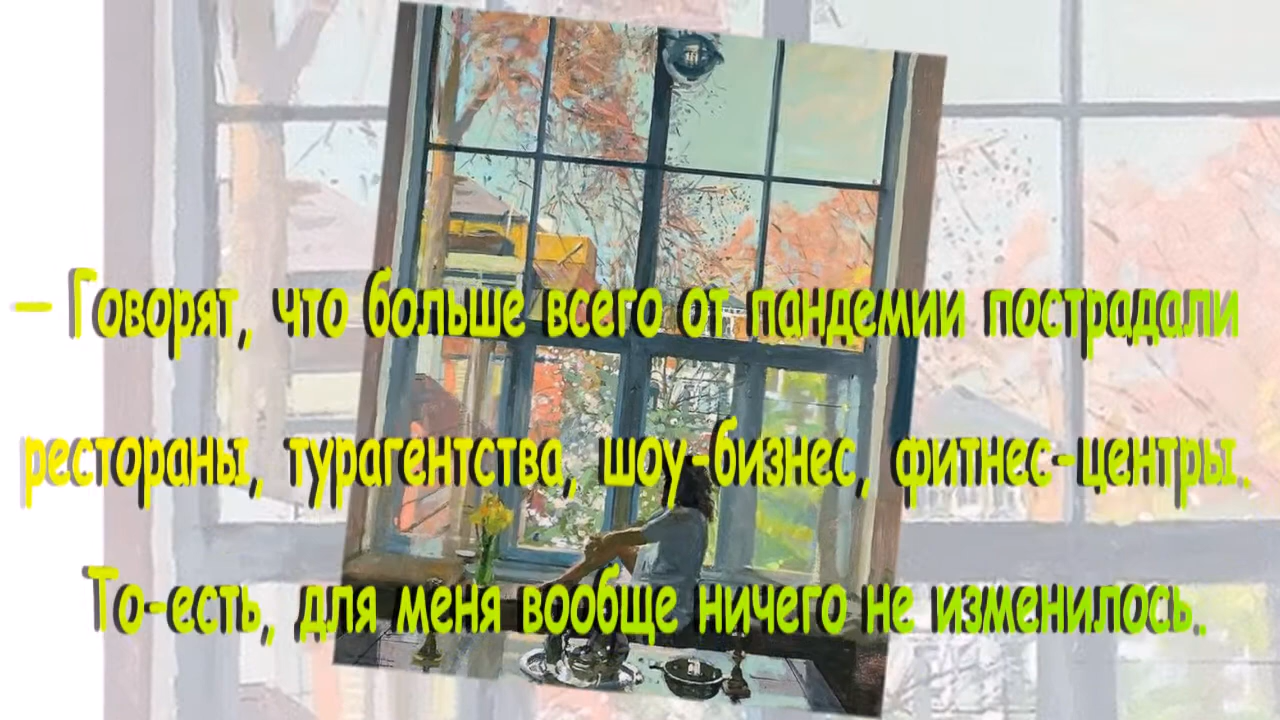 — Говорят, что больше всего от пандемии пострадали
рестораны, турагентства, шоу-бизнес, фитнес-центры.
То-есть, для меня вообще ничего не изменилось.